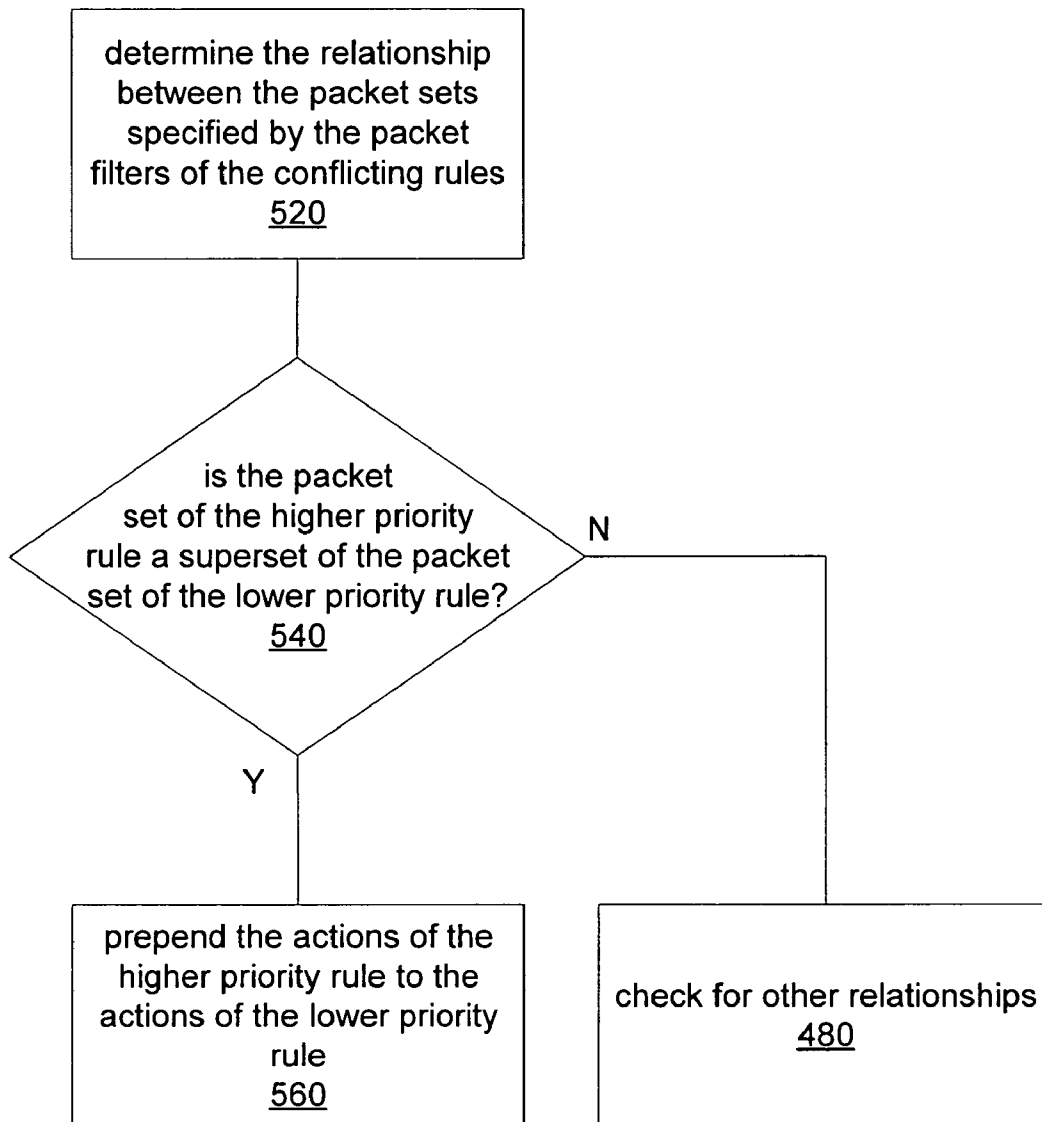 determine the relationship
between the packet sets
specified by the packet
filters of the conflicting rules
520
is the packet
set of the higher priority
rule a superset of the packet
set of the lower priority rule?
540
N
Y
prepend the actions of the
higher priority rule to the
actions of the lower priority
rule
560
check for other relationships
480